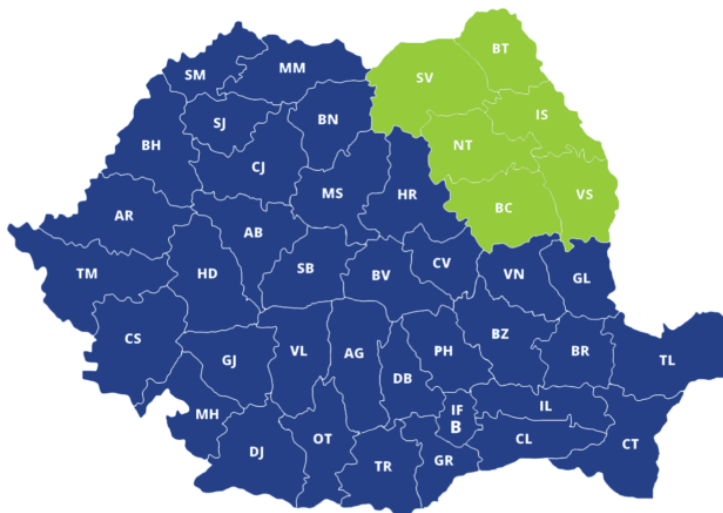 BT
SM
MM
SV
IS
SJ
BN
NT
BH
CJ
MS
HR
VS
BC
AR
AB
TM
HD
SB
BV
CV
VN
GL
CS
GJ
VL
AG
DB
PH
BZ
BR
TL
MH
IF
B
IL
DJ
OT
TR
GR
CL
CT